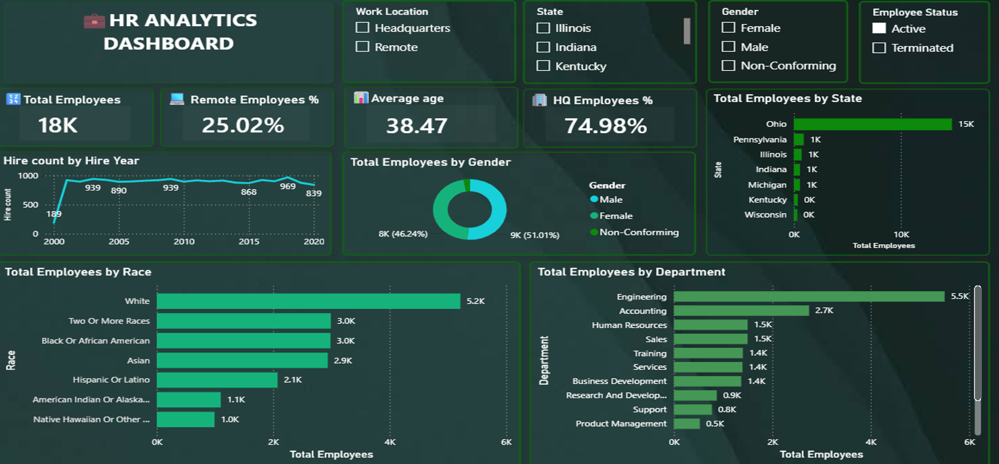 HR ANALYTICS
DASHBOARD
Work Location
Headquarters
Remote
State
Illinois
Indiana
Kentucky
Gender
Female
Male
Non-Conforming
Employee Status
Active
Terminated
Total Employees
18K
Remote Employees %
25.02%
Average age
38.47
HQ Employees %
74.98%
Total Employees by State
State
Ohio 15K
Pennsylvania 1K
Illinois 1K
Indiana 1K
Michigan 1K
Kentucky 0K
Wisconsin 0K
0K 10K
Total Employees
Hire count by Hire Year
Hire count
1000
500
0
189 939 890 939 868 969 839
2000 2005 2010 2015 2020
Total Employees by Gender
8K (46.24%)
9K (51.01%)
Gender
Male
Female
Non-Conforming
Total Employees by Race
Race
White 5.2K
Two Or More Races 3.0K
Black Or African American 3.0K
Asian 2.9K
Hispanic Or Latino 2.1K
American Indian Or Alaska... 1.1K
Native Hawaiian Or Other ... 1.0K
0K 2K 4K 6K
Total Employees
Total Employees by Department
Department
Engineering 5.5K
Accounting 2.7K
Human Resources 1.5K
Sales 1.5K
Training 1.4K
Services 1.4K
Business Development 1.4K
Research And Develop... 0.9K
Support 0.8K
Product Management 0.5K
0K 2K 4K 6K
Total Employees